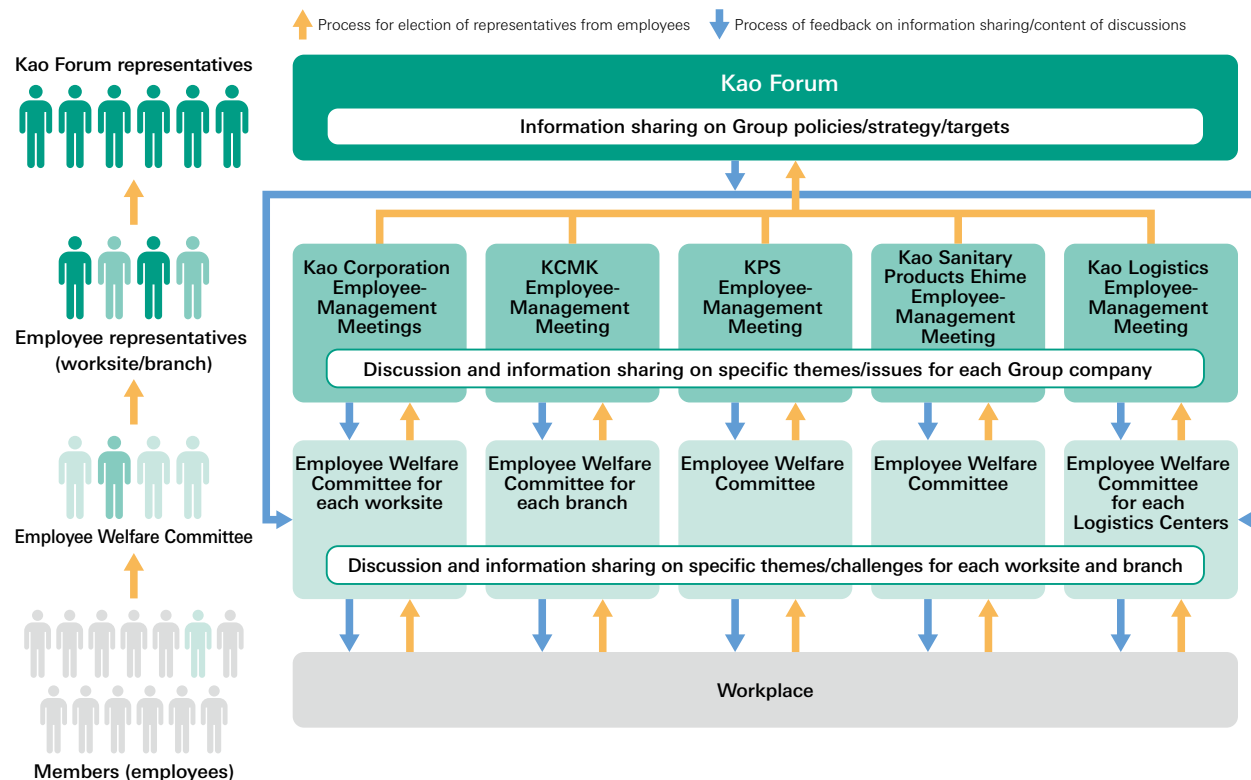 Process for election of representatives from employees
Process of feedback on information sharing/content of discussions
Kao Forum representatives
Employee representatives
(worksite/branch)
Employee Welfare Committee
Members (employees)
Kao Forum
Information sharing on Group policies/strategy/targets
Kao Corporation
Employee-
Management
Meetings
KCMK
Employee-
Management
Meeting
KPS
Employee-
Management
Meeting
Kao Sanitary
Products Ehime
Employee-
Management
Meeting
Kao Logistics
Employee-
Management
Meeting
Discussion and information sharing on specific themes/issues for each Group company
Employee Welfare
Committee for
each worksite
Employee Welfare
Committee for
each branch
Employee Welfare
Committee
Employee Welfare
Committee
Employee Welfare
Committee
for each
Logistics Centers
Discussion and information sharing on specific themes/challenges for each worksite and branch
Workplace